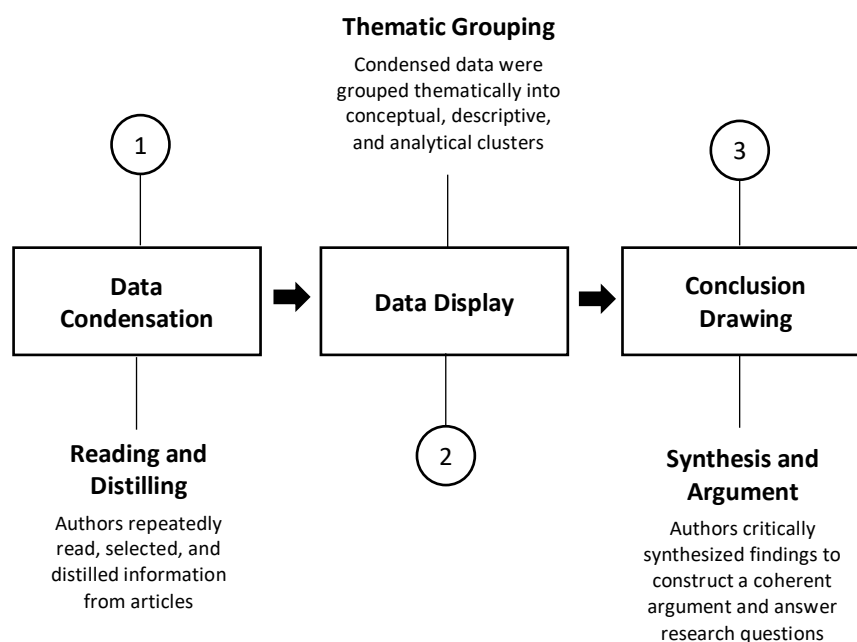 1
Data
Condensation
Reading and
Distilling
Authors repeatedly
read, selected, and
distilled information
from articles
Thematic Grouping
Condensed data were
grouped thematically into
conceptual, descriptive,
and analytical clusters
Data Display
2
3
Conclusion
Drawing
Synthesis and
Argument
Authors critically
synthesized findings to
construct a coherent
argument and answer
research questions